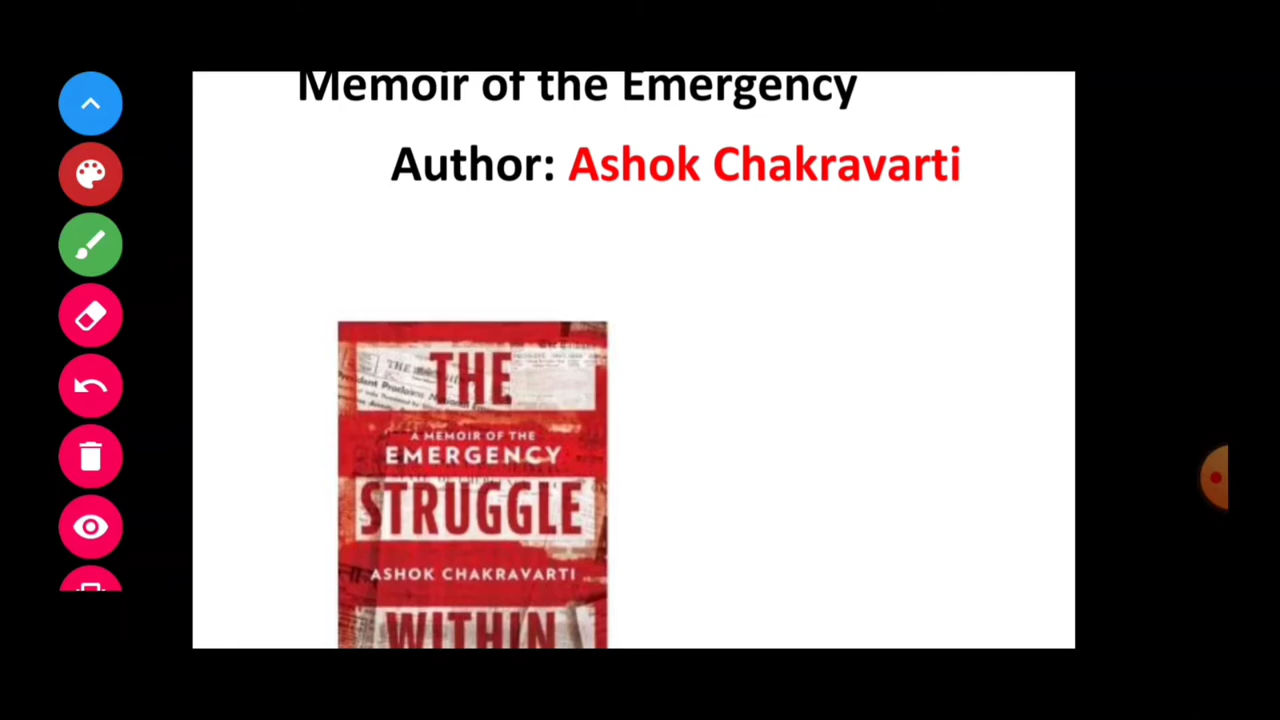 Memoir of the Emergency
Author: Ashok Chakravarti
THE
A MEMOIR OF THE
EMERGENCY
STRUGGLE
ASHOK CHAKRAVARTI
WITHIN